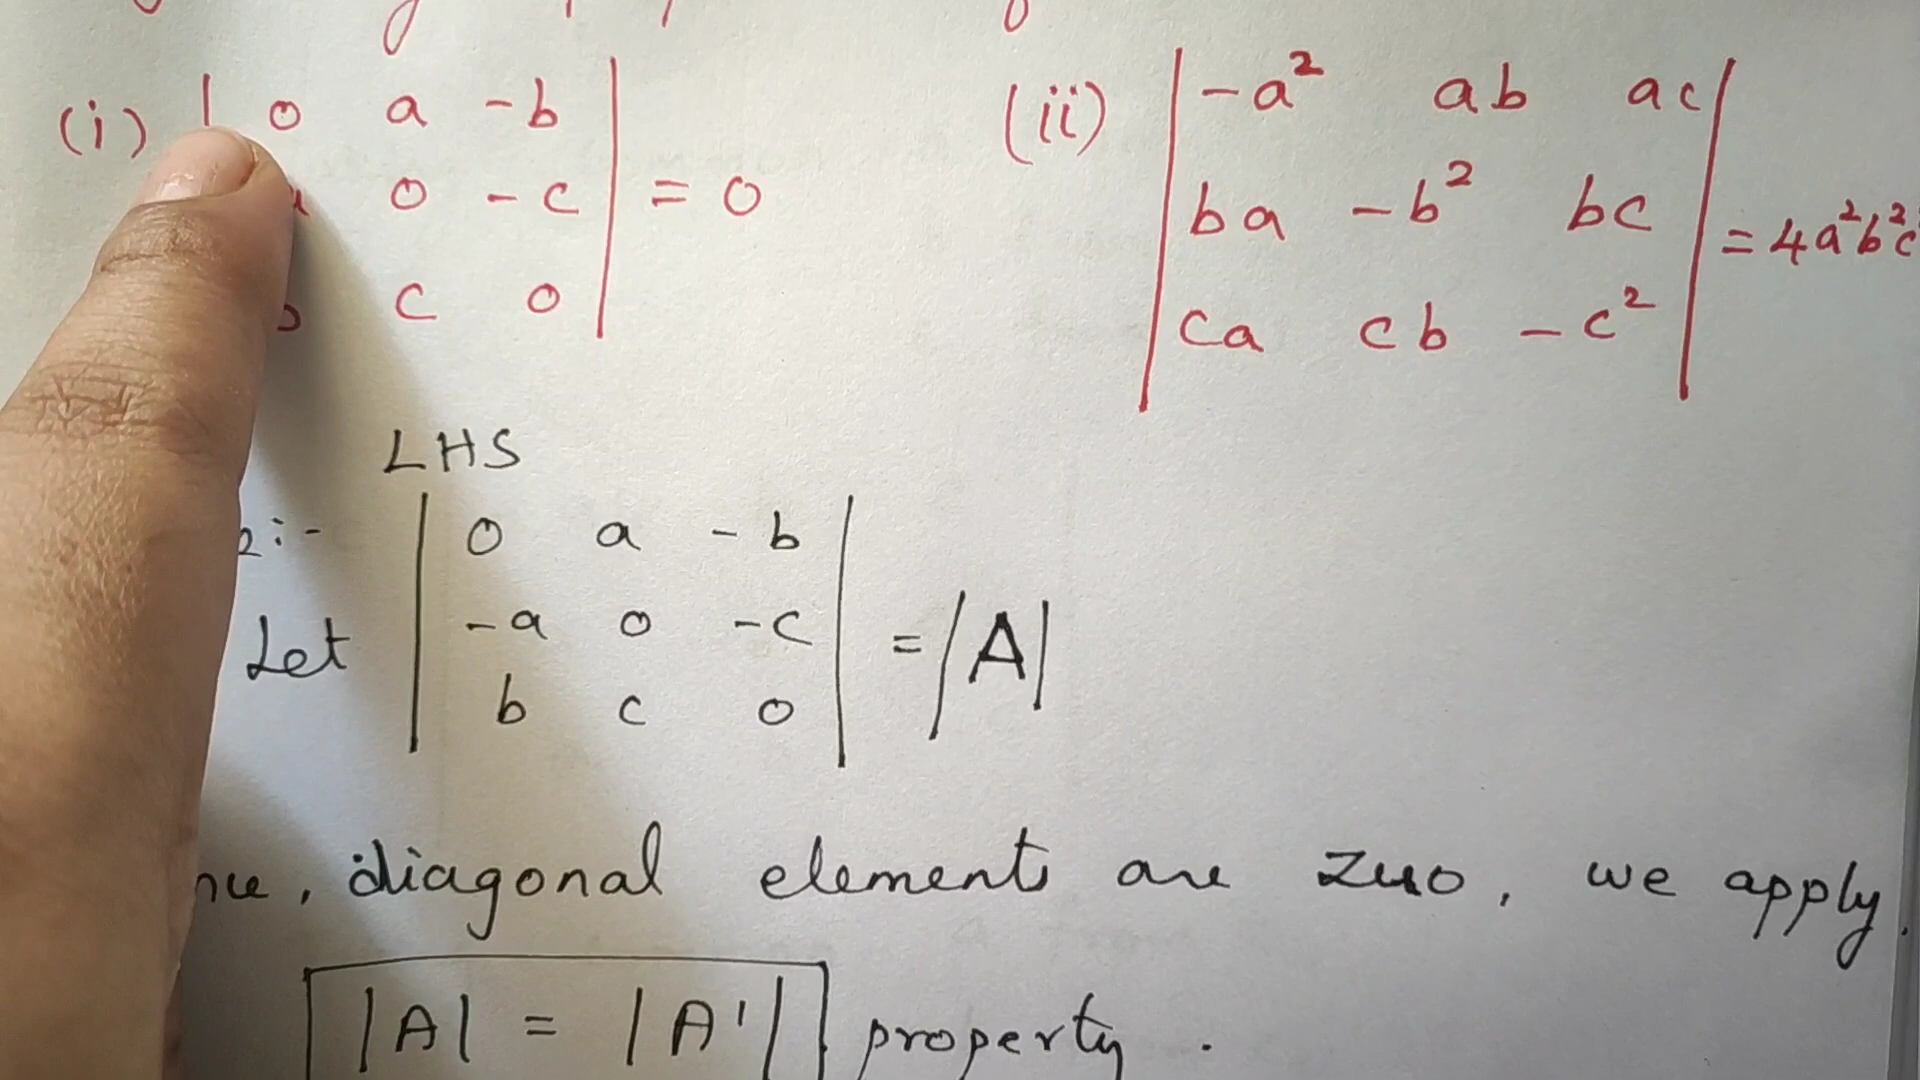 (i) | 0 a -b |
0 -c | = 0
c 0 |
(ii) | -a² ab ac |
| ba -b² bc | = 4a²b²c
| ca cb -c² |
LHS
| 0 a -b |
Let | -a 0 -c | = |A|
| b c 0 |
diagonal elements are zero, we apply
|A| = |A'| property.